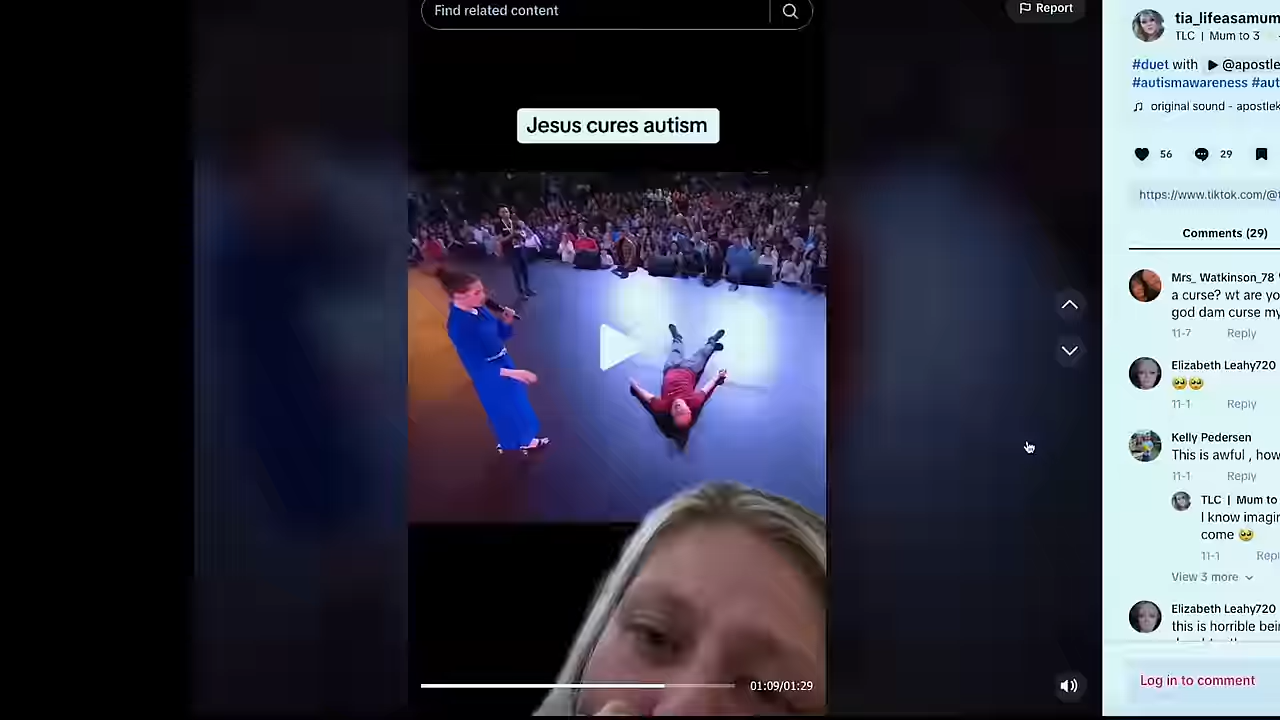 Find related content
Report
Jesus cures autism
01:09/01:29
tia_lifeasamum
TLC | Mum to 3
#duet with @apostle
#autismawareness #aut
original sound - apostlek
56
29
https://www.tiktok.com/@t
Comments (29)
Mrs_ Watkinson_78
a curse? wt are yo
god dam curse my
11-7 Reply
Elizabeth Leahy720
🥺🥺
11-1 Reply
Kelly Pedersen
This is awful , how
11-1 Reply
TLC | Mum to
I know imagin
come 🥺
11-1 Repl
View 3 more
Elizabeth Leahy720
this is horrible bein
Log in to comment